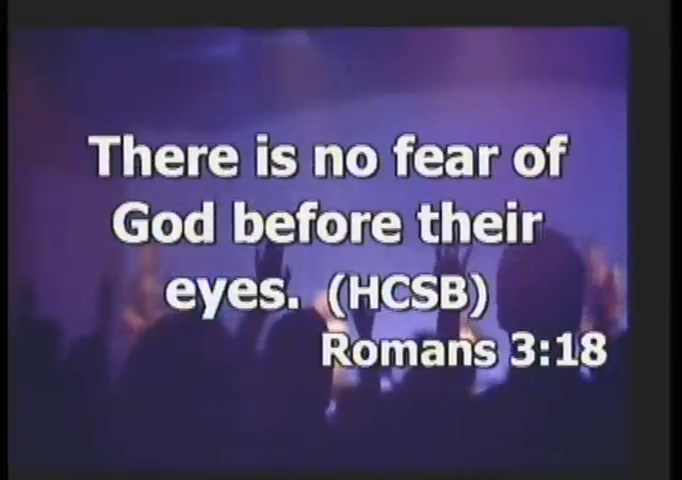 There is no fear of
God before their
eyes. (HCSB)
Romans 3:18